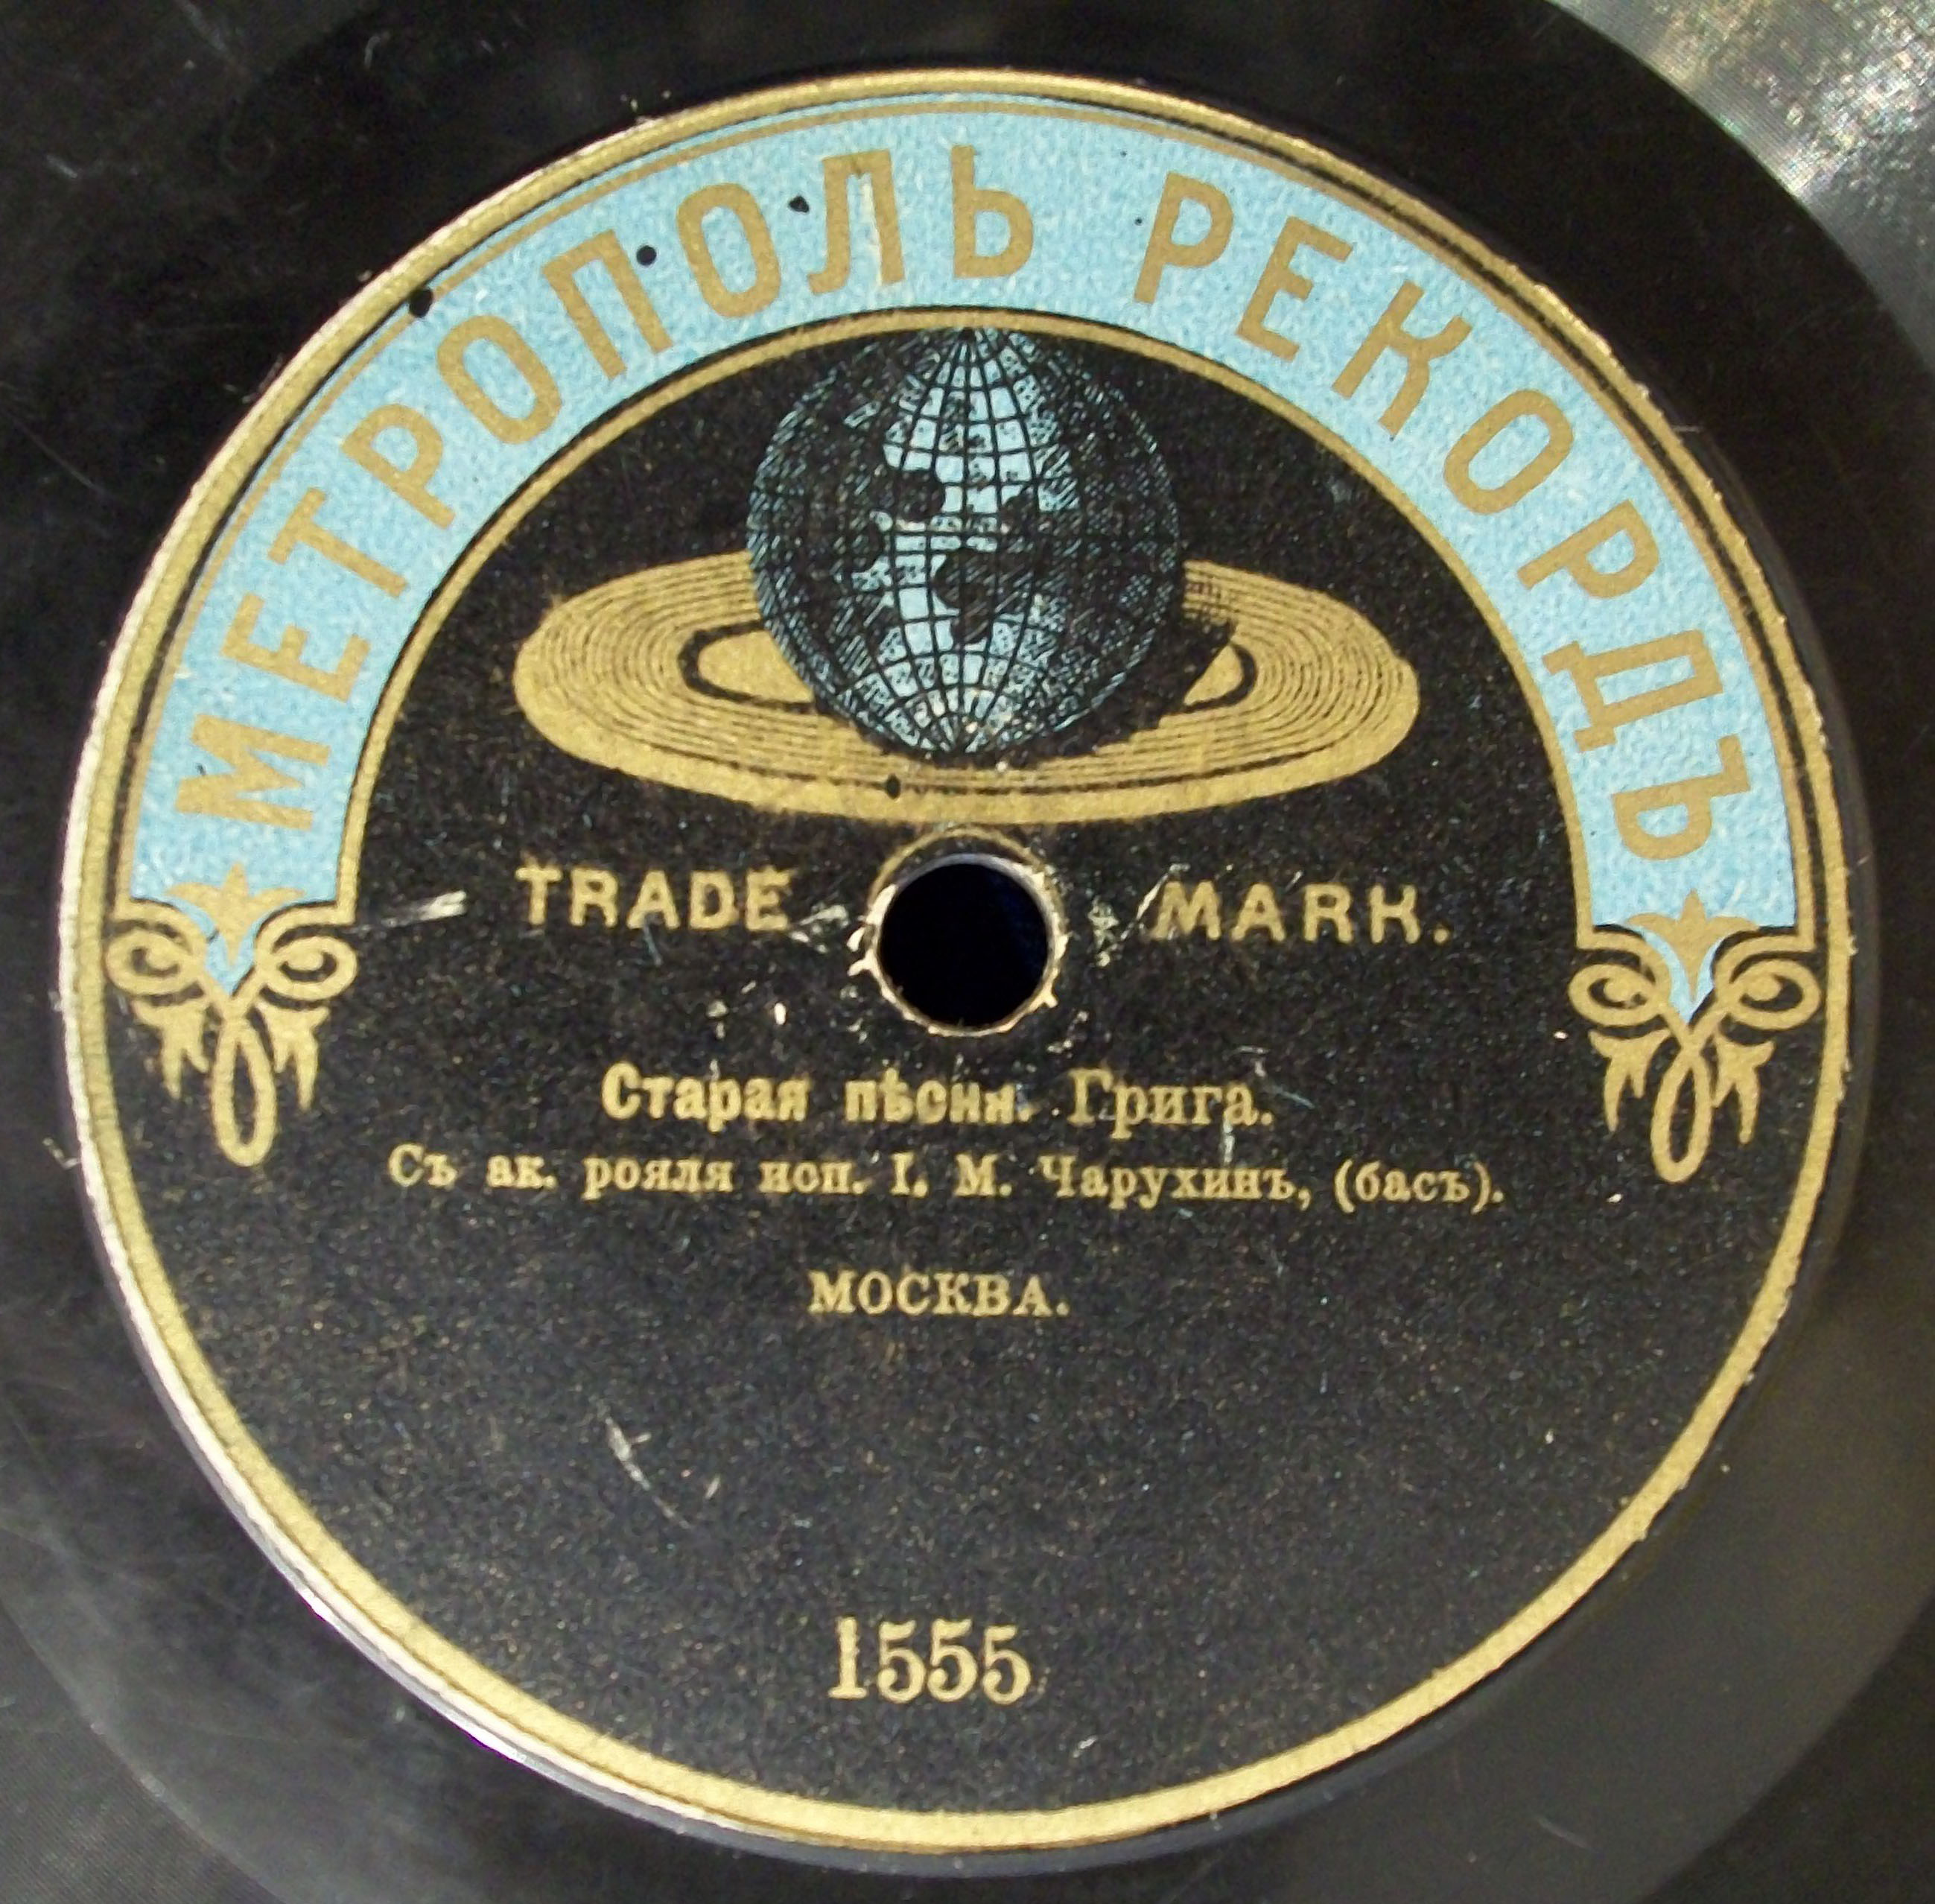 МЕТРОПОЛЬ РЕКОРДЪ
TRADE MARK.
Старая пѣсня. Грига.
Съ ак. рояля исп. І. М. Чарухинъ, (басъ).
МОСКВА.
1555